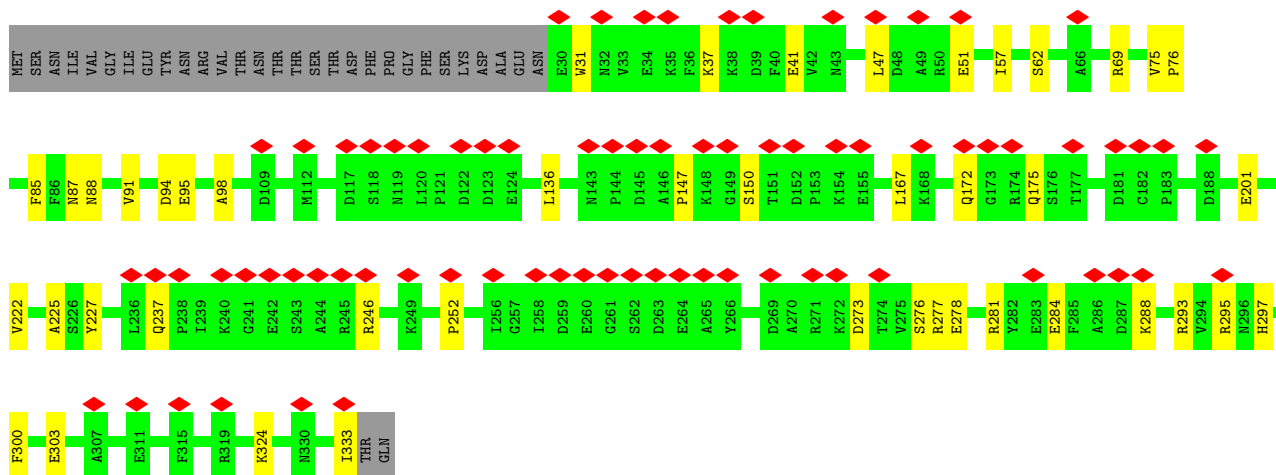 MET SER ASN ILE VAL GLY ILE GLU TYR ASN ARG VAL THR ASN THR THR SER THR ASP PHE PRO GLY PHE SER LYS ASP ALA GLU ASN E30 W31 N32 V33 E34 K35 F36 K37 K38 D39 F40 E41 V42 N43 L47 D48 A49 R50 E51 I57 S62 A66 R69 V75 P76
F85 F86 N87 N88 V91 D94 E95 A98 D109 M112 D117 S118 N119 L120 P121 D122 D123 E124 L136 N143 P144 D145 A146 P147 K148 G149 S150 T151 D152 P153 K154 E155 L167 K168 Q172 G173 R174 Q175 S176 T177 D181 C182 P183 D188 E201
V222 A225 S226 Y227 L236 Q237 P238 I239 K240 G241 E242 S243 A244 R245 R246 K249 P252 I256 G257 I258 D259 E260 G261 S262 D263 E264 A265 Y266 D269 A270 R271 K272 D273 T274 V275 S276 R277 E278 R281 Y282 E283 E284 F285 A286 D287 K288 R293 V294 R295 N296 H297
F300 E303 A307 E311 F315 R319 K324 N330 I333 THR GLN